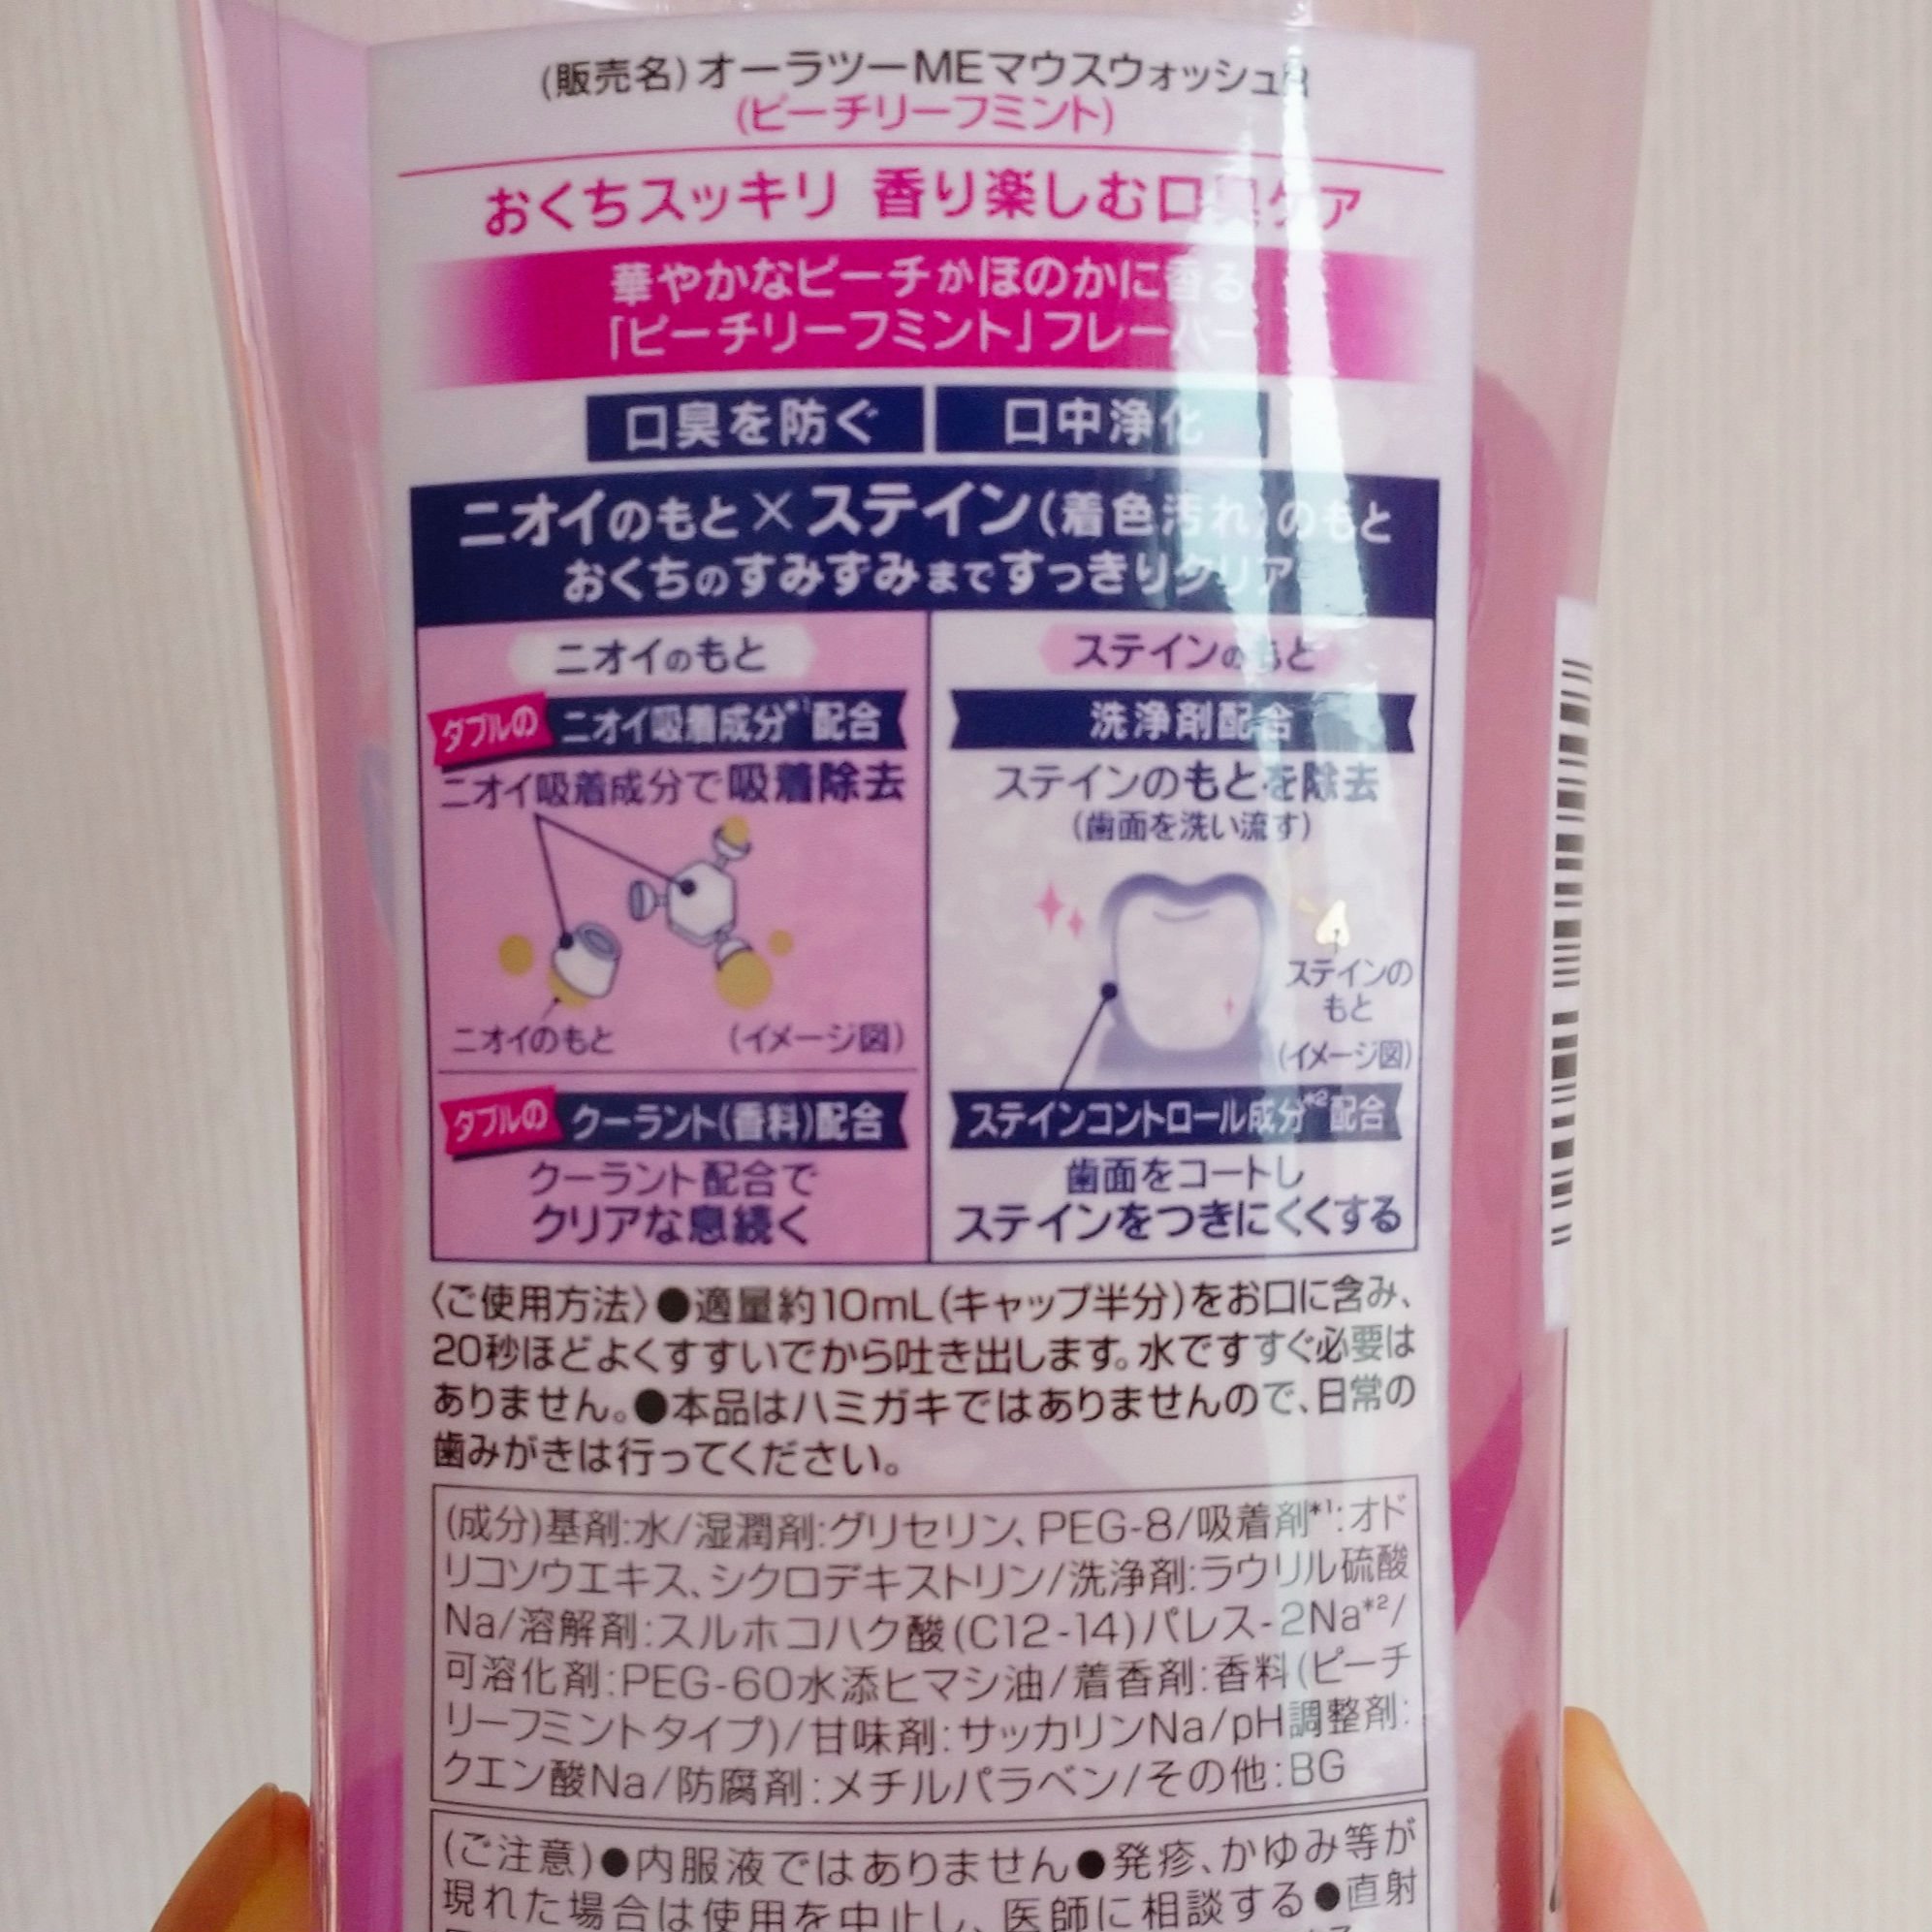 (販売名)オーラツーMEマウスウォッシュ
(ピーチリーフミント)
おくちスッキリ 香り楽しむ口臭ケア
華やかなピーチがほのかに香る
「ピーチリーフミント」フレーバー
口臭を防ぐ 口中浄化
ニオイのもと×ステイン(着色汚れ)のもと
おくちのすみずみまですっきりクリア
ニオイのもと
ダブルの ニオイ吸着成分*1配合
ニオイ吸着成分で吸着除去
ニオイのもと (イメージ図)
ダブルの クーラント(香料)配合
クーラント配合で
クリアな息続く
ステインのもと
洗浄剤配合
ステインのもとを除去
(歯面を洗い流す)
ステインの
もと
(イメージ図)
ステインコントロール成分*2配合
歯面をコートし
ステインをつきにくくする
〈ご使用方法〉●適量約10mL(キャップ半分)をお口に含み、
20秒ほどよくすすいでから吐き出します。水ですすぐ必要は
ありません。●本品はハミガキではありませんので、日常の
歯みがきは行ってください。
(成分)基剤:水/湿潤剤:グリセリン、PEG-8/吸着剤*1:オド
リコソウエキス、シクロデキストリン/洗浄剤:ラウリル硫酸
Na/溶解剤:スルホコハク酸(C12-14)パレス-2Na*2/
可溶化剤:PEG-60水添ヒマシ油/着香剤:香料(ピーチ
リーフミントタイプ)/甘味剤:サッカリンNa/pH調整剤:
クエン酸Na/防腐剤:メチルパラベン/その他:BG
(ご注意)●内服液ではありません●発疹、かゆみ等が
現れた場合は使用を中止し、医師に相談する●直射